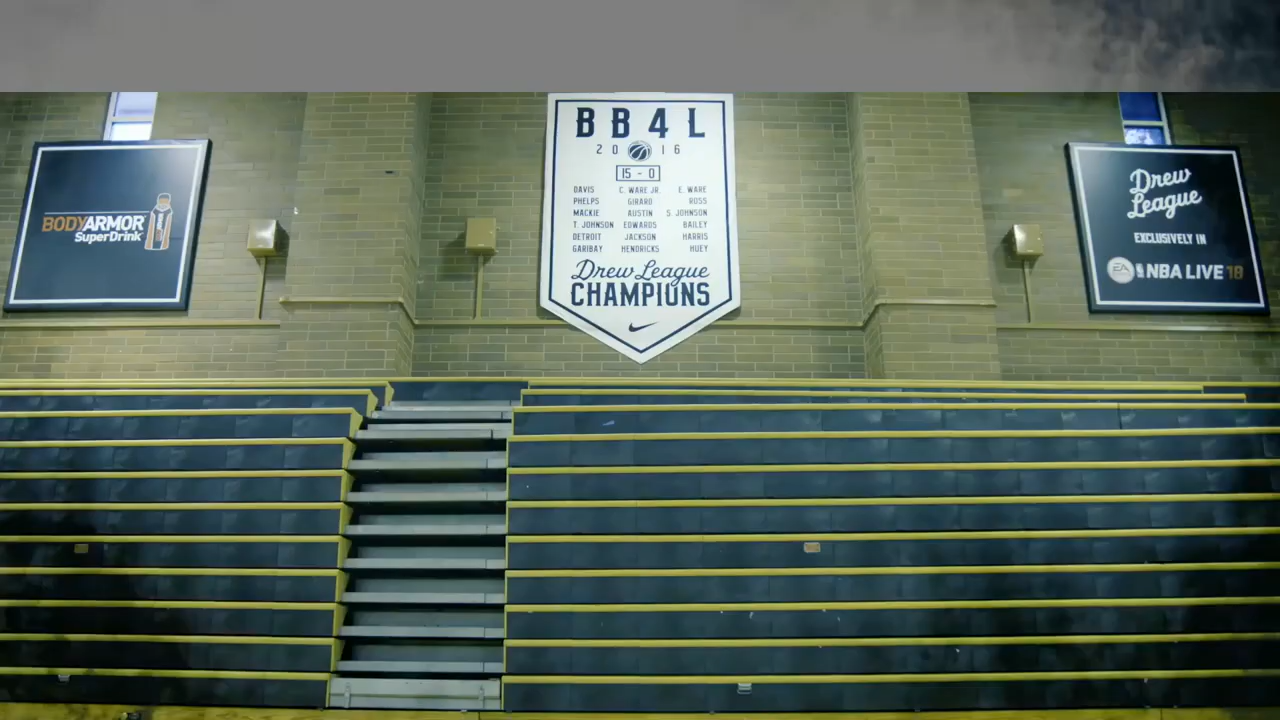 BB4L
2016
15 - 0
DAVIS C. WARE JR. E. WARE
PHELPS GIRARD ROSS
MACKIE AUSTIN S. JOHNSON
T. JOHNSON EDWARDS BAILEY
DETROIT JACKSON HARRIS
GARIBAY HENDRICKS HUEY
Drew League
CHAMPIONS
BODYARMOR
SuperDrink
Drew
League
EXCLUSIVELY IN
EA NBA LIVE 18